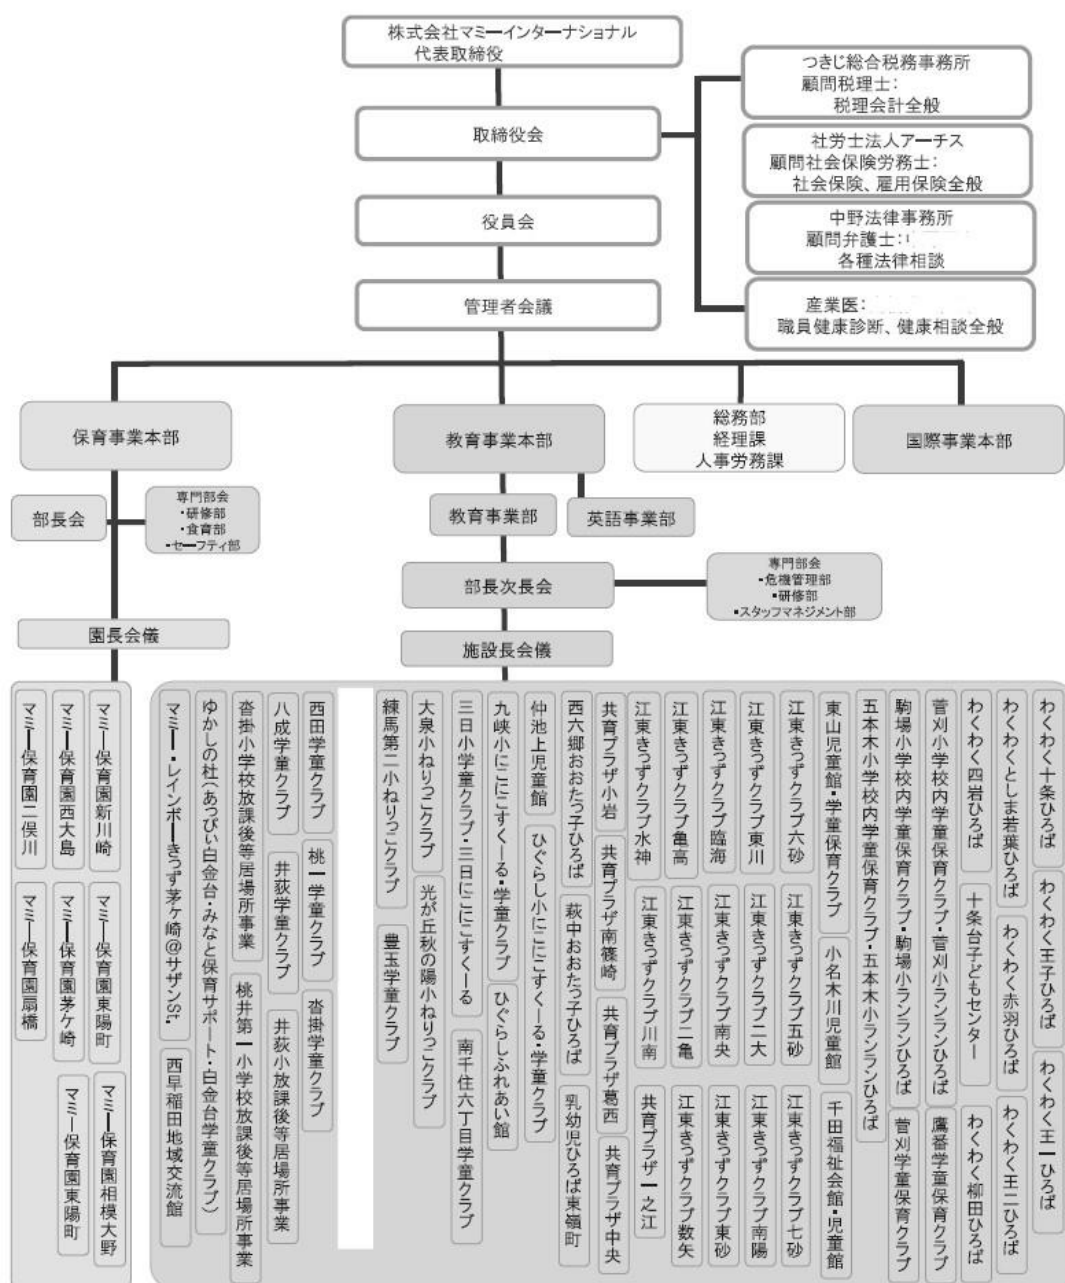 株式会社マミーインターナショナル
代表取締役
つきじ総合税務事務所
顧問税理士：
税理会計全般
取締役会
社労士法人アーチス
顧問社会保険労務士：
社会保険、雇用保険全般
役員会
中野法律事務所
顧問弁護士：
各種法律相談
管理者会議
産業医：
職員健康診断、健康相談全般
保育事業本部
教育事業本部
総務部
経理課
人事労務課
国際事業本部
部長会
専門部会
・研修部
・食育部
・セーフティ部
教育事業部
英語事業部
部長次長会
専門部会
・危機管理部
・研修部
・スタッフマネジメント部
園長会儀
施設長会儀
マミー保育園二俣川
マミー保育園扇橋
マミー保育園西大島
マミー保育園茅ケ崎
マミー保育園東陽町
マミー保育園新川崎
マミー保育園東陽町
マミー保育園相模大野
マミー・レインボーきっず茅ヶ崎@サザンSt.
西早稲田地域交流館
ゆかしの杜（あっぴぃ白金台・みなと保育サポート・白金台学童クラブ）
沓掛小学校放課後等居場所事業
桃井第一小学校放課後等居場所事業
八成学童クラブ
井荻学童クラブ
井荻小放課後等居場所事業
西田学童クラブ
桃一学童クラブ
沓掛学童クラブ
練馬第二小ねりっこクラブ
豊玉学童クラブ
大泉小ねりっこクラブ
光が丘秋の陽小ねりっこクラブ
三日小学童クラブ・三日にこにこすくーる
南千住六丁目学童クラブ
九峡小にこにこすくーる・学童クラブ
ひぐらしふれあい館
仲池上児童館
ひぐらし小にこにこすくーる・学童クラブ
西六郷おおたっ子ひろば
萩中おおたっ子ひろば
乳幼児ひろば東嶺町
共育プラザ小岩
共育プラザ南篠崎
共育プラザ葛西
共育プラザ中央
江東きっずクラブ水神
江東きっずクラブ川南
共育プラザ一之江
江東きっずクラブ亀高
江東きっずクラブ二亀
江東きっずクラブ数矢
江東きっずクラブ臨海
江東きっずクラブ南央
江東きっずクラブ東砂
江東きっずクラブ東川
江東きっずクラブ二大
江東きっずクラブ南陽
江東きっずクラブ六砂
江東きっずクラブ五砂
江東きっずクラブ七砂
東山児童館・学童保育クラブ
小名木川児童館
千田福祉会館・児童館
五本木小学校内学童保育クラブ・五本木小ランランひろば
駒場小学校内学童保育クラブ・駒場小ランランひろば
菅刈学童保育クラブ
菅刈小学校内学童保育クラブ・菅刈小ランランひろば
鷹番学童保育クラブ
わくわく四岩ひろば
十条台子どもセンター
わくわく柳田ひろば
わくわくとしま若葉ひろば
わくわく赤羽ひろば
わくわく王二ひろば
わくわく十条ひろば
わくわく王子ひろば
わくわく王一ひろば